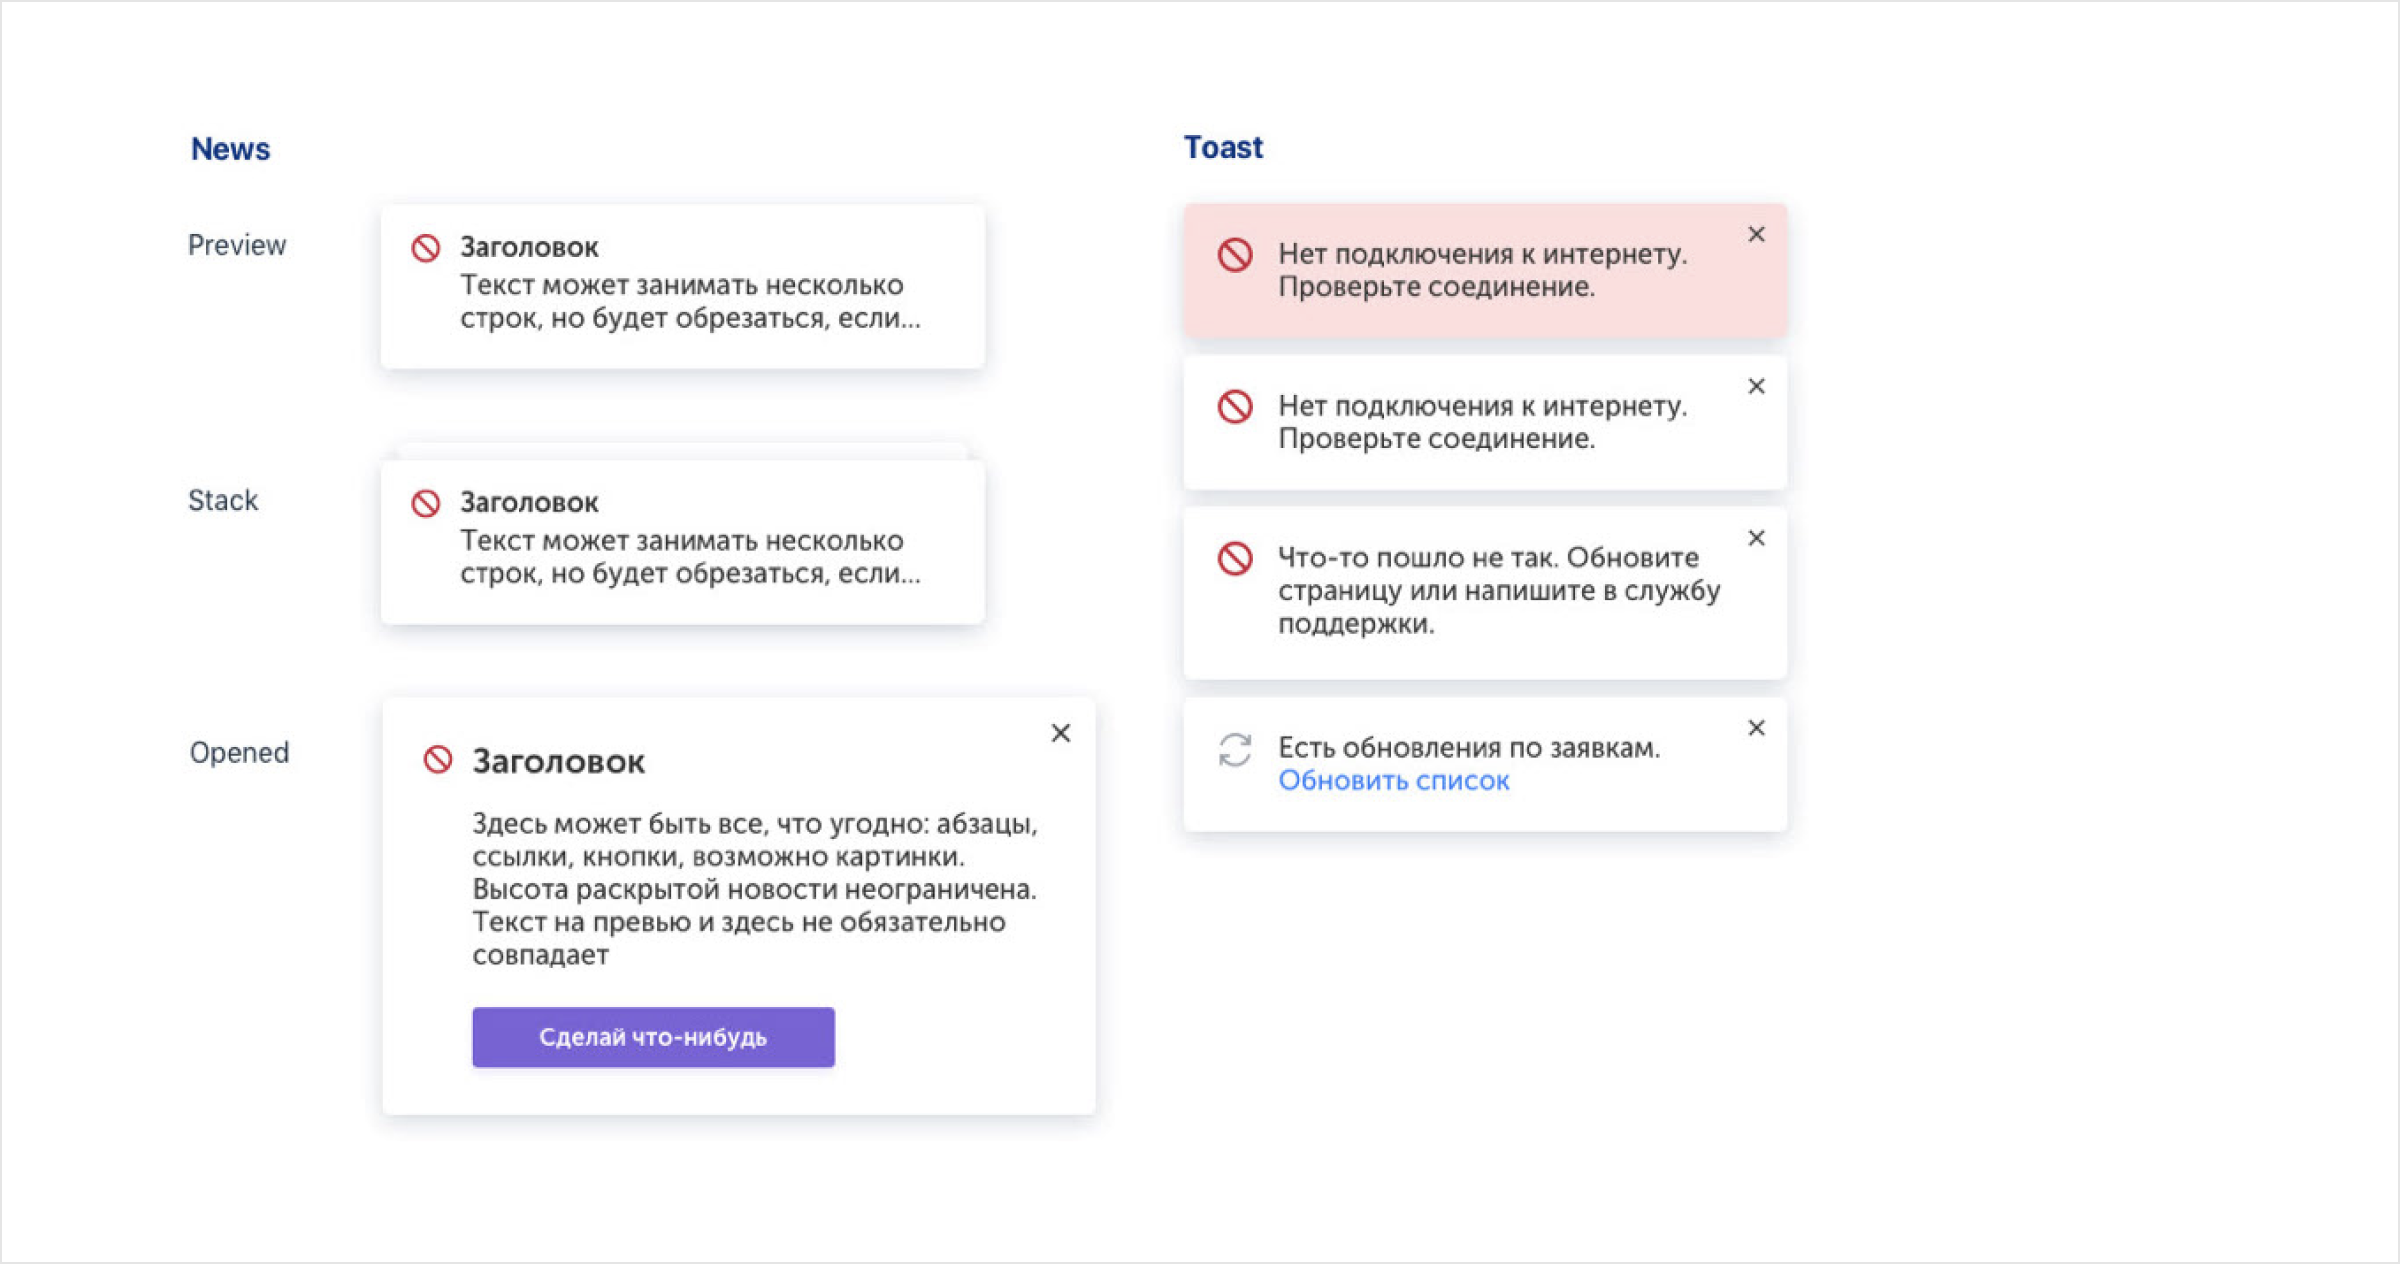 News
Preview
Заголовок
Текст может занимать несколько
строк, но будет обрезаться, если...
Stack
Заголовок
Текст может занимать несколько
строк, но будет обрезаться, если...
Opened
Заголовок
Здесь может быть все, что угодно: абзацы,
ссылки, кнопки, возможно картинки.
Высота раскрытой новости неограничена.
Текст на превью и здесь не обязательно
совпадает
Сделай что-нибудь
Toast
Нет подключения к интернету.
Проверьте соединение.
Нет подключения к интернету.
Проверьте соединение.
Что-то пошло не так. Обновите
страницу или напишите в службу
поддержки.
Есть обновления по заявкам.
Обновить список